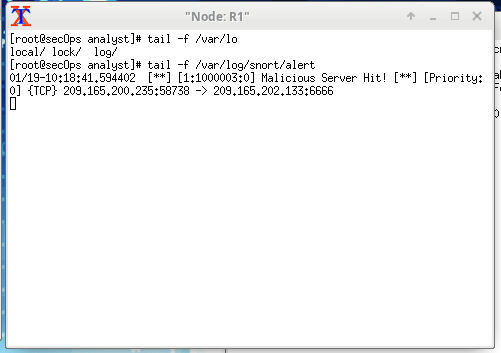 "Node: R1"
[root@secOps analyst]# tail -f /var/lo
local/ lock/  log/
[root@secOps analyst]# tail -f /var/log/snort/alert
01/19-10:18:41.594402  [**] [1:1000003:0] Malicious Server Hit! [**] [Priority:
0] {TCP} 209.165.200.235:58738 -> 209.165.202.133:6666